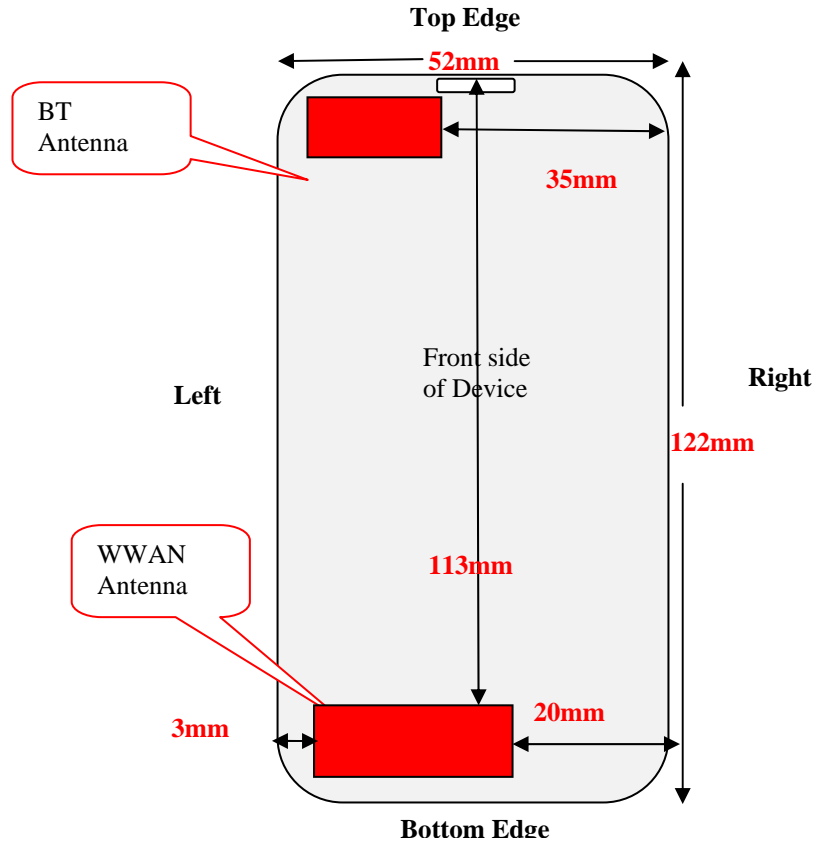 Top Edge
52mm
BT
Antenna
35mm
Front side
of Device
Left
Right
122mm
WWAN
Antenna
113mm
3mm
20mm
Bottom Edge